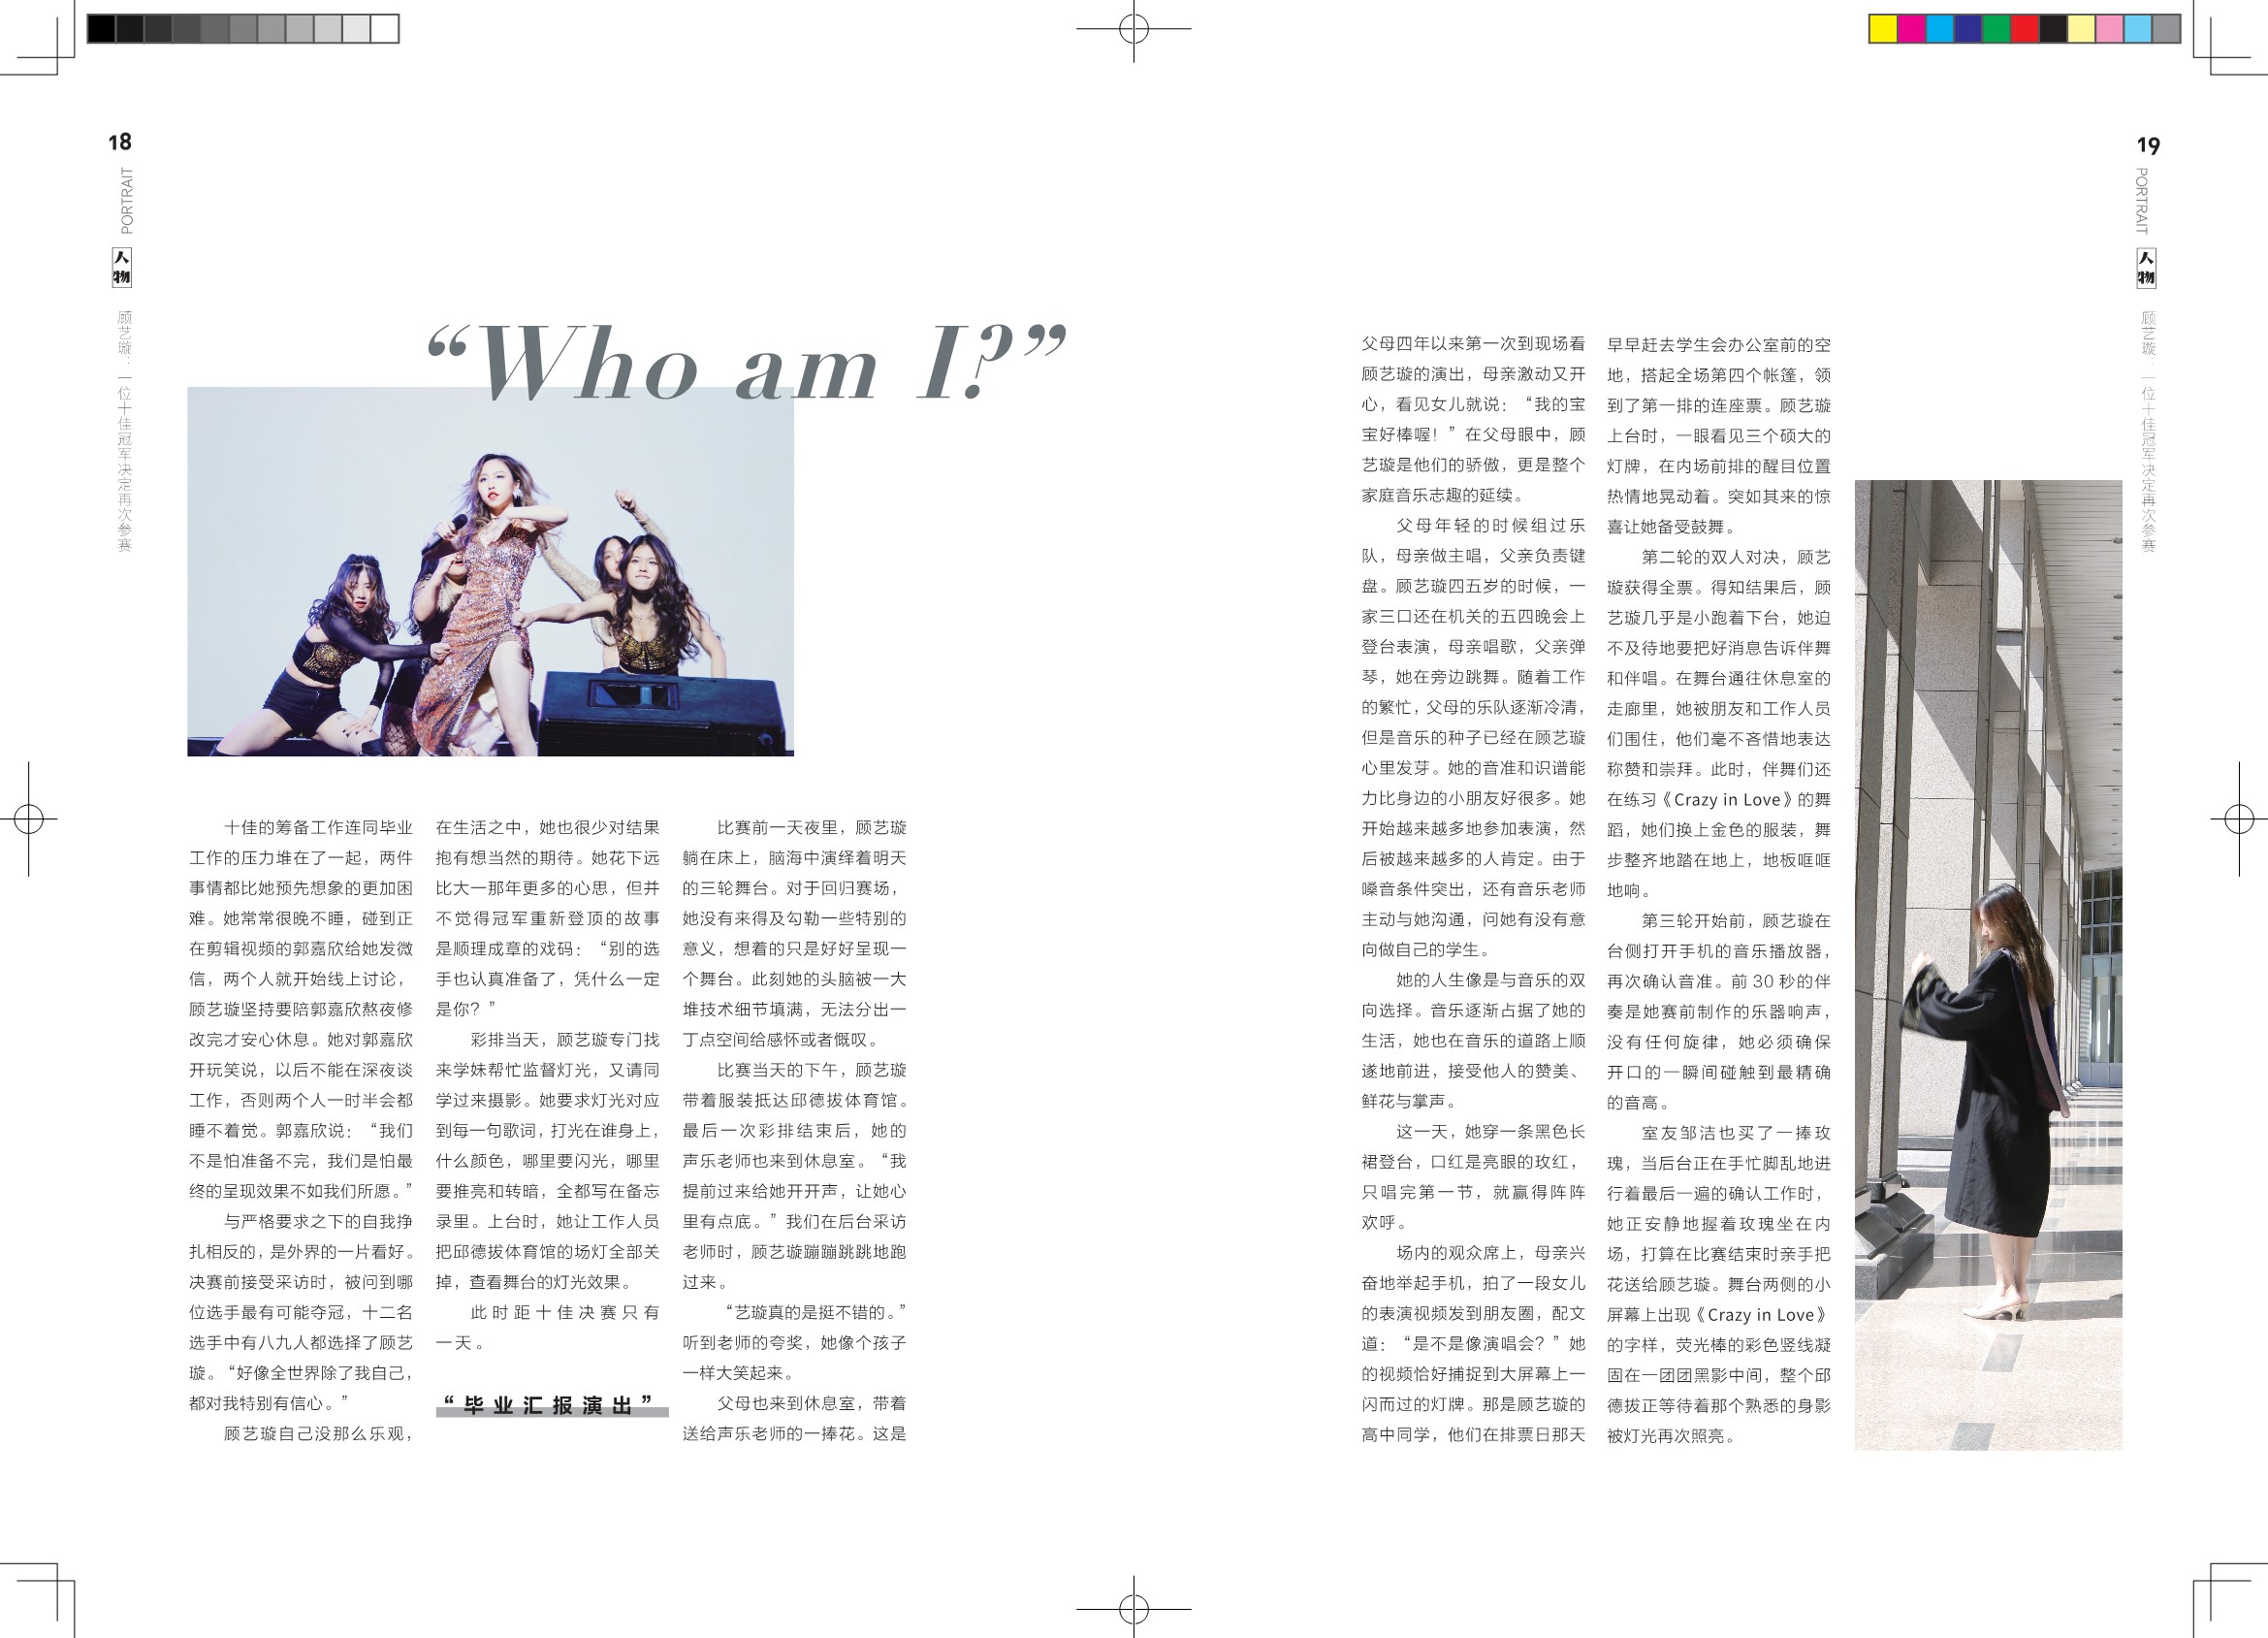 18
PORTRAIT
人物
顾艺璇：一位十佳冠军决定再次参赛
“Who am I?”
十佳的筹备工作连同毕业
工作的压力堆在了一起，两件
事情都比她预先想象的更加困
难。她常常很晚不睡，碰到正
在剪辑视频的郭嘉欣给她发微
信，两个人就开始线上讨论，
顾艺璇坚持要陪郭嘉欣熬夜修
改完才安心休息。她对郭嘉欣
开玩笑说，以后不能在深夜谈
工作，否则两个人一时半会都
睡不着觉。郭嘉欣说：“我们
不是怕准备不完，我们是怕最
终的呈现效果不如我们所愿。”
与严格要求之下的自我挣
扎相反的，是外界的一片看好。
决赛前接受采访时，被问到哪
位选手最有可能夺冠，十二名
选手中有八九人都选择了顾艺
璇。“好像全世界除了我自己，
都对我特别有信心。”
顾艺璇自己没那么乐观，
在生活之中，她也很少对结果
抱有想当然的期待。她花下远
比大一那年更多的心思，但并
不觉得冠军重新登顶的故事
是顺理成章的戏码：“别的选
手也认真准备了，凭什么一定
是你？”
彩排当天，顾艺璇专门找
来学妹帮忙监督灯光，又请同
学过来摄影。她要求灯光对应
到每一句歌词，打光在谁身上，
什么颜色，哪里要闪光，哪里
要推亮和转暗，全都写在备忘
录里。上台时，她让工作人员
把邱德拔体育馆的场灯全部关
掉，查看舞台的灯光效果。
此时距十佳决赛只有
一天。
“毕业汇报演出”
比赛前一天夜里，顾艺璇
躺在床上，脑海中演绎着明天
的三轮舞台。对于回归赛场，
她没有来得及勾勒一些特别的
意义，想着的只是好好呈现一
个舞台。此刻她的头脑被一大
堆技术细节填满，无法分出一
丁点空间给感怀或者慨叹。
比赛当天的下午，顾艺璇
带着服装抵达邱德拔体育馆。
最后一次彩排结束后，她的
声乐老师也来到休息室。“我
提前过来给她开开声，让她心
里有点底。”我们在后台采访
老师时，顾艺璇蹦蹦跳跳地跑
过来。
“艺璇真的是挺不错的。”
听到老师的夸奖，她像个孩子
一样大笑起来。
父母也来到休息室，带着
送给声乐老师的一捧花。这是
父母四年以来第一次到现场看
顾艺璇的演出，母亲激动又开
心，看见女儿就说：“我的宝
宝好棒喔！”在父母眼中，顾
艺璇是他们的骄傲，更是整个
家庭音乐志趣的延续。
父母年轻的时候组过乐
队，母亲做主唱，父亲负责键
盘。顾艺璇四五岁的时候，一
家三口还在机关的五四晚会上
登台表演，母亲唱歌，父亲弹
琴，她在旁边跳舞。随着工作
的繁忙，父母的乐队逐渐冷清，
但是音乐的种子已经在顾艺璇
心里发芽。她的音准和识谱能
力比身边的小朋友好很多。她
开始越来越多地参加表演，然
后被越来越多的人肯定。由于
嗓音条件突出，还有音乐老师
主动与她沟通，问她有没有意
向做自己的学生。
她的人生像是与音乐的双
向选择。音乐逐渐占据了她的
生活，她也在音乐的道路上顺
遂地前进，接受他人的赞美、
鲜花与掌声。
这一天，她穿一条黑色长
裙登台，口红是亮眼的玫红，
只唱完第一节，就赢得阵阵
欢呼。
场内的观众席上，母亲兴
奋地举起手机，拍了一段女儿
的表演视频发到朋友圈，配文
道：“是不是像演唱会？”她
的视频恰好捕捉到大屏幕上一
闪而过的灯牌。那是顾艺璇的
高中同学，他们在排票日那天
早早赶去学生会办公室前的空
地，搭起全场第四个帐篷，领
到了第一排的连座票。顾艺璇
上台时，一眼看见三个硕大的
灯牌，在内场前排的醒目位置
热情地晃动着。突如其来的惊
喜让她备受鼓舞。
第二轮的双人对决，顾艺
璇获得全票。得知结果后，顾
艺璇几乎是小跑着下台，她迫
不及待地要把好消息告诉伴舞
和伴唱。在舞台通往休息室的
走廊里，她被朋友和工作人员
们围住，他们毫不吝惜地表达
称赞和崇拜。此时，伴舞们还
在练习《Crazy in Love》的舞
蹈，她们换上金色的服装，舞
步整齐地踏在地上，地板哐哐
地响。
第三轮开始前，顾艺璇在
台侧打开手机的音乐播放器，
再次确认音准。前 30 秒的伴
奏是她赛前制作的乐器响声，
没有任何旋律，她必须确保
开口的一瞬间碰触到最精确
的音高。
室友邹洁也买了一捧玫
瑰，当后台正在手忙脚乱地进
行着最后一遍的确认工作时，
她正安静地握着玫瑰坐在内
场，打算在比赛结束时亲手把
花送给顾艺璇。舞台两侧的小
屏幕上出现《Crazy in Love》
的字样，荧光棒的彩色竖线凝
固在一团团黑影中间，整个邱
德拔正等待着那个熟悉的身影
被灯光再次照亮。
19
PORTRAIT
人物
顾艺璇：一位十佳冠军决定再次参赛